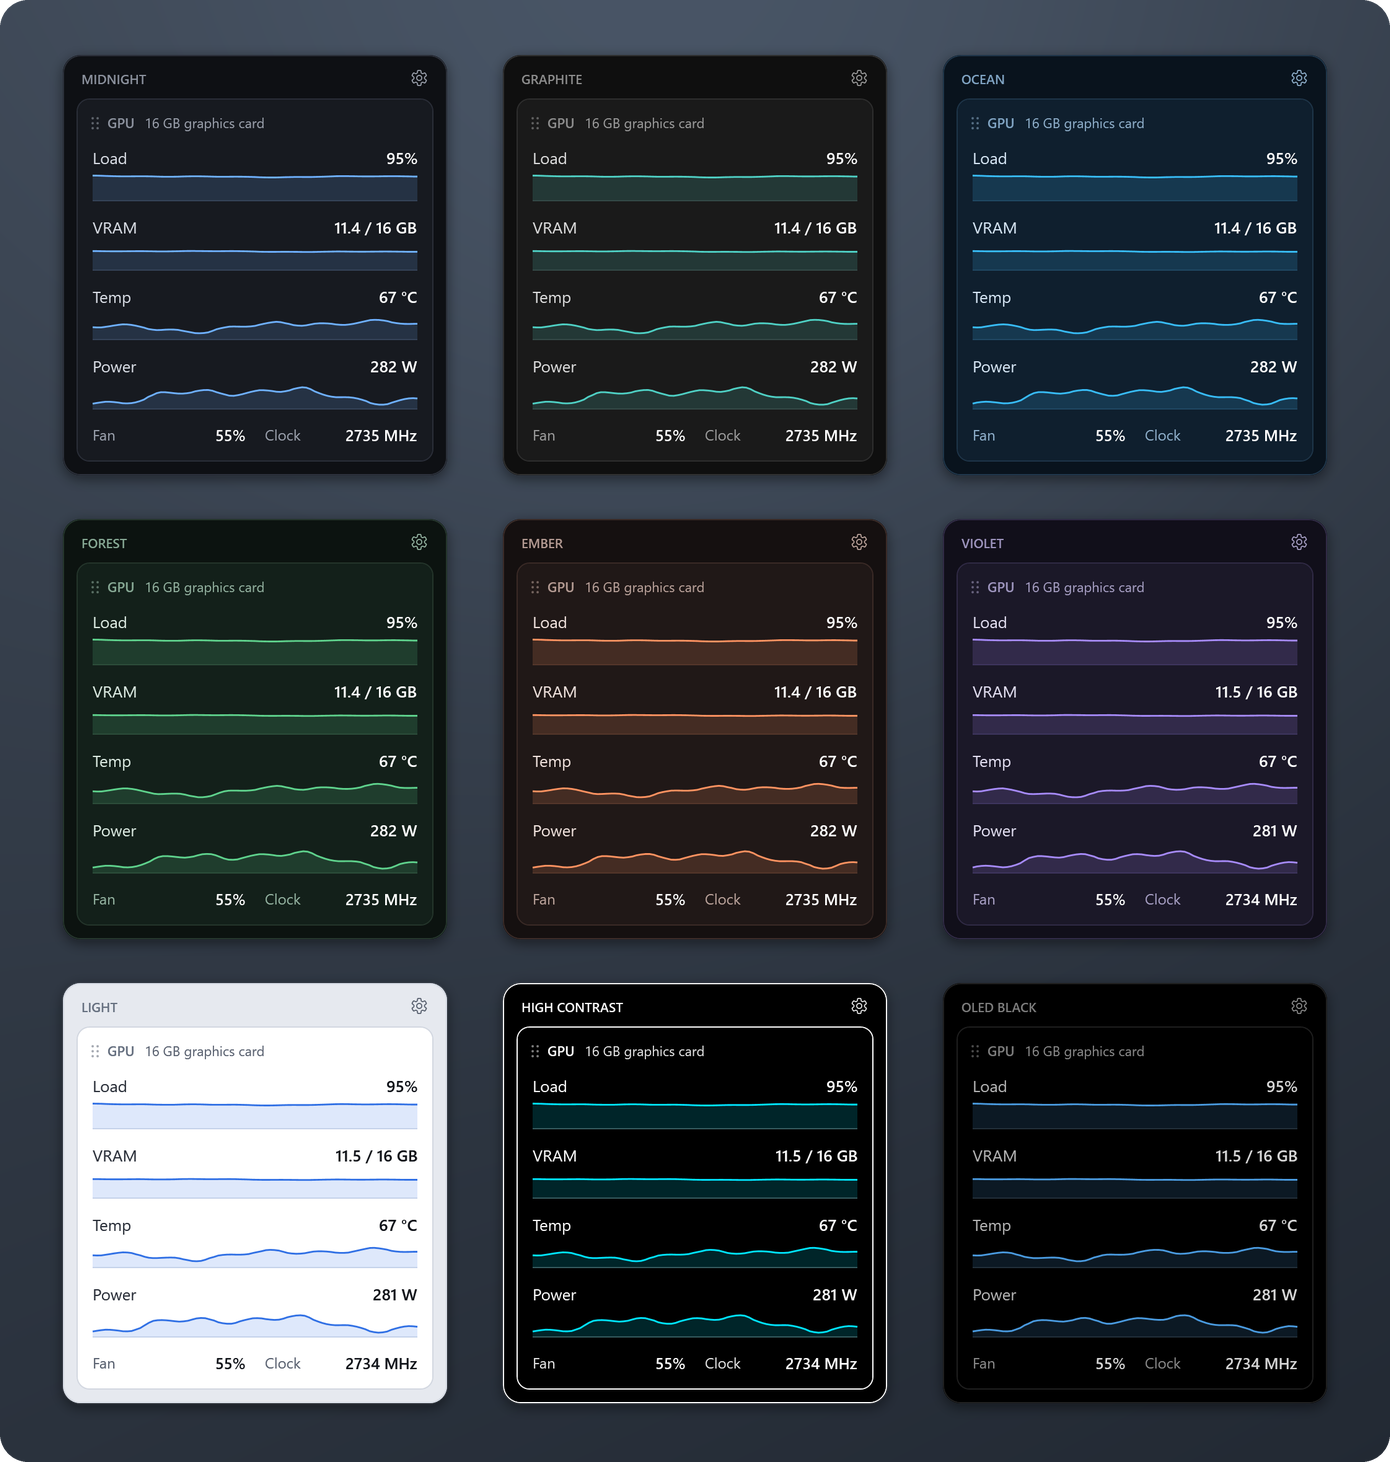 MIDNIGHT
GPU 16 GB graphics card
Load 95%
VRAM 11.4 / 16 GB
Temp 67 °C
Power 282 W
Fan 55% Clock 2735 MHz
GRAPHITE
GPU 16 GB graphics card
Load 95%
VRAM 11.4 / 16 GB
Temp 67 °C
Power 282 W
Fan 55% Clock 2735 MHz
OCEAN
GPU 16 GB graphics card
Load 95%
VRAM 11.4 / 16 GB
Temp 67 °C
Power 282 W
Fan 55% Clock 2735 MHz
FOREST
GPU 16 GB graphics card
Load 95%
VRAM 11.4 / 16 GB
Temp 67 °C
Power 282 W
Fan 55% Clock 2735 MHz
EMBER
GPU 16 GB graphics card
Load 95%
VRAM 11.4 / 16 GB
Temp 67 °C
Power 282 W
Fan 55% Clock 2735 MHz
VIOLET
GPU 16 GB graphics card
Load 95%
VRAM 11.5 / 16 GB
Temp 67 °C
Power 281 W
Fan 55% Clock 2734 MHz
LIGHT
GPU 16 GB graphics card
Load 95%
VRAM 11.5 / 16 GB
Temp 67 °C
Power 281 W
Fan 55% Clock 2734 MHz
HIGH CONTRAST
GPU 16 GB graphics card
Load 95%
VRAM 11.5 / 16 GB
Temp 67 °C
Power 281 W
Fan 55% Clock 2734 MHz
OLED BLACK
GPU 16 GB graphics card
Load 95%
VRAM 11.5 / 16 GB
Temp 67 °C
Power 281 W
Fan 55% Clock 2734 MHz